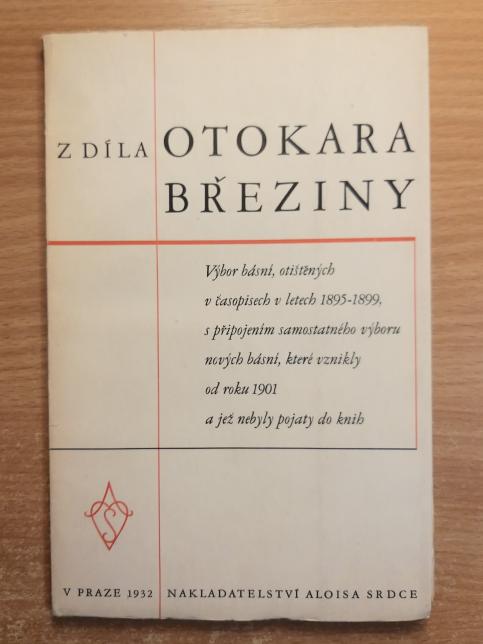 Z DÍLA OTOKARA
BŘEZINY
Výbor básní, otištěných
v časopisech v letech 1895-1899,
s připojením samostatného výboru
nových básní, které vznikly
od roku 1901
a jež nebyly pojaty do knih
V PRAZE 1932 NAKLADATELSTVÍ ALOISA SRDCE